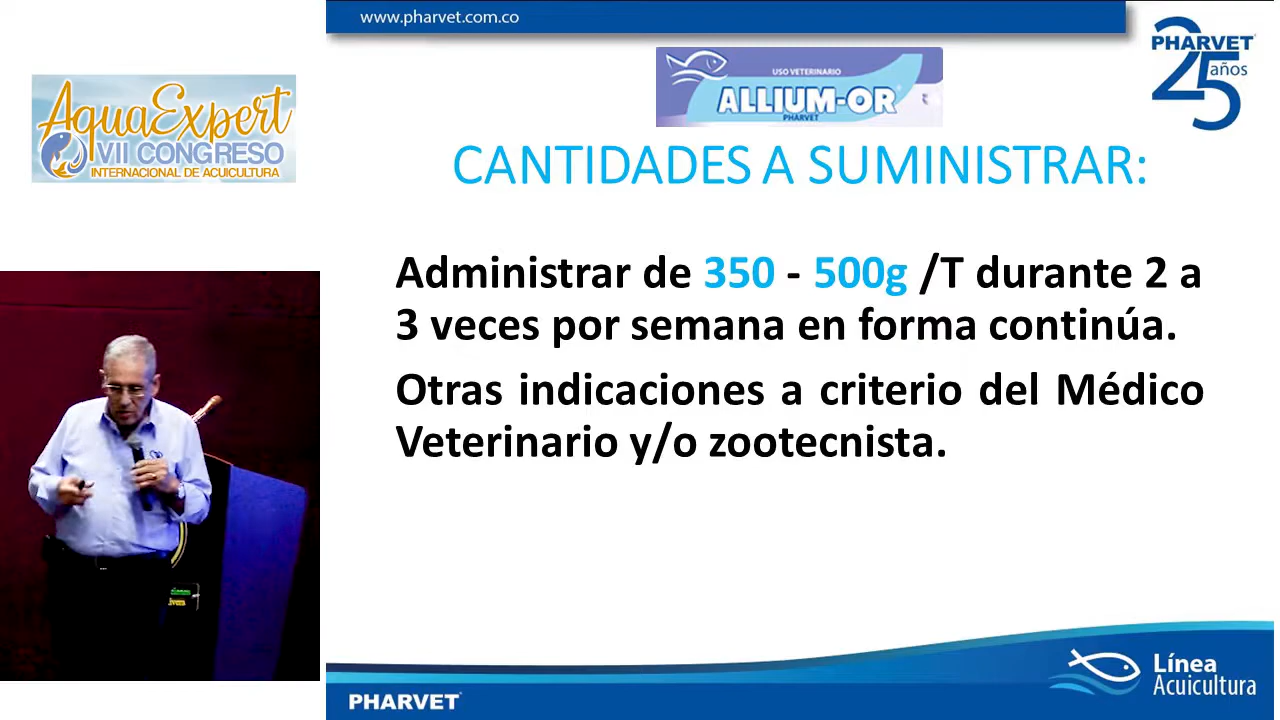 www.pharvet.com.co
PHARVET
25
años
AquaExpert
VII CONGRESO
INTERNACIONAL DE ACUICULTURA
USO VETERINARIO
ALLIUM-OR
PHARVET
CANTIDADES A SUMINISTRAR:
Administrar de 350 - 500g /T durante 2 a
3 veces por semana en forma continúa.
Otras indicaciones a criterio del Médico
Veterinario y/o zootecnista.
PHARVET
Línea
Acuicultura